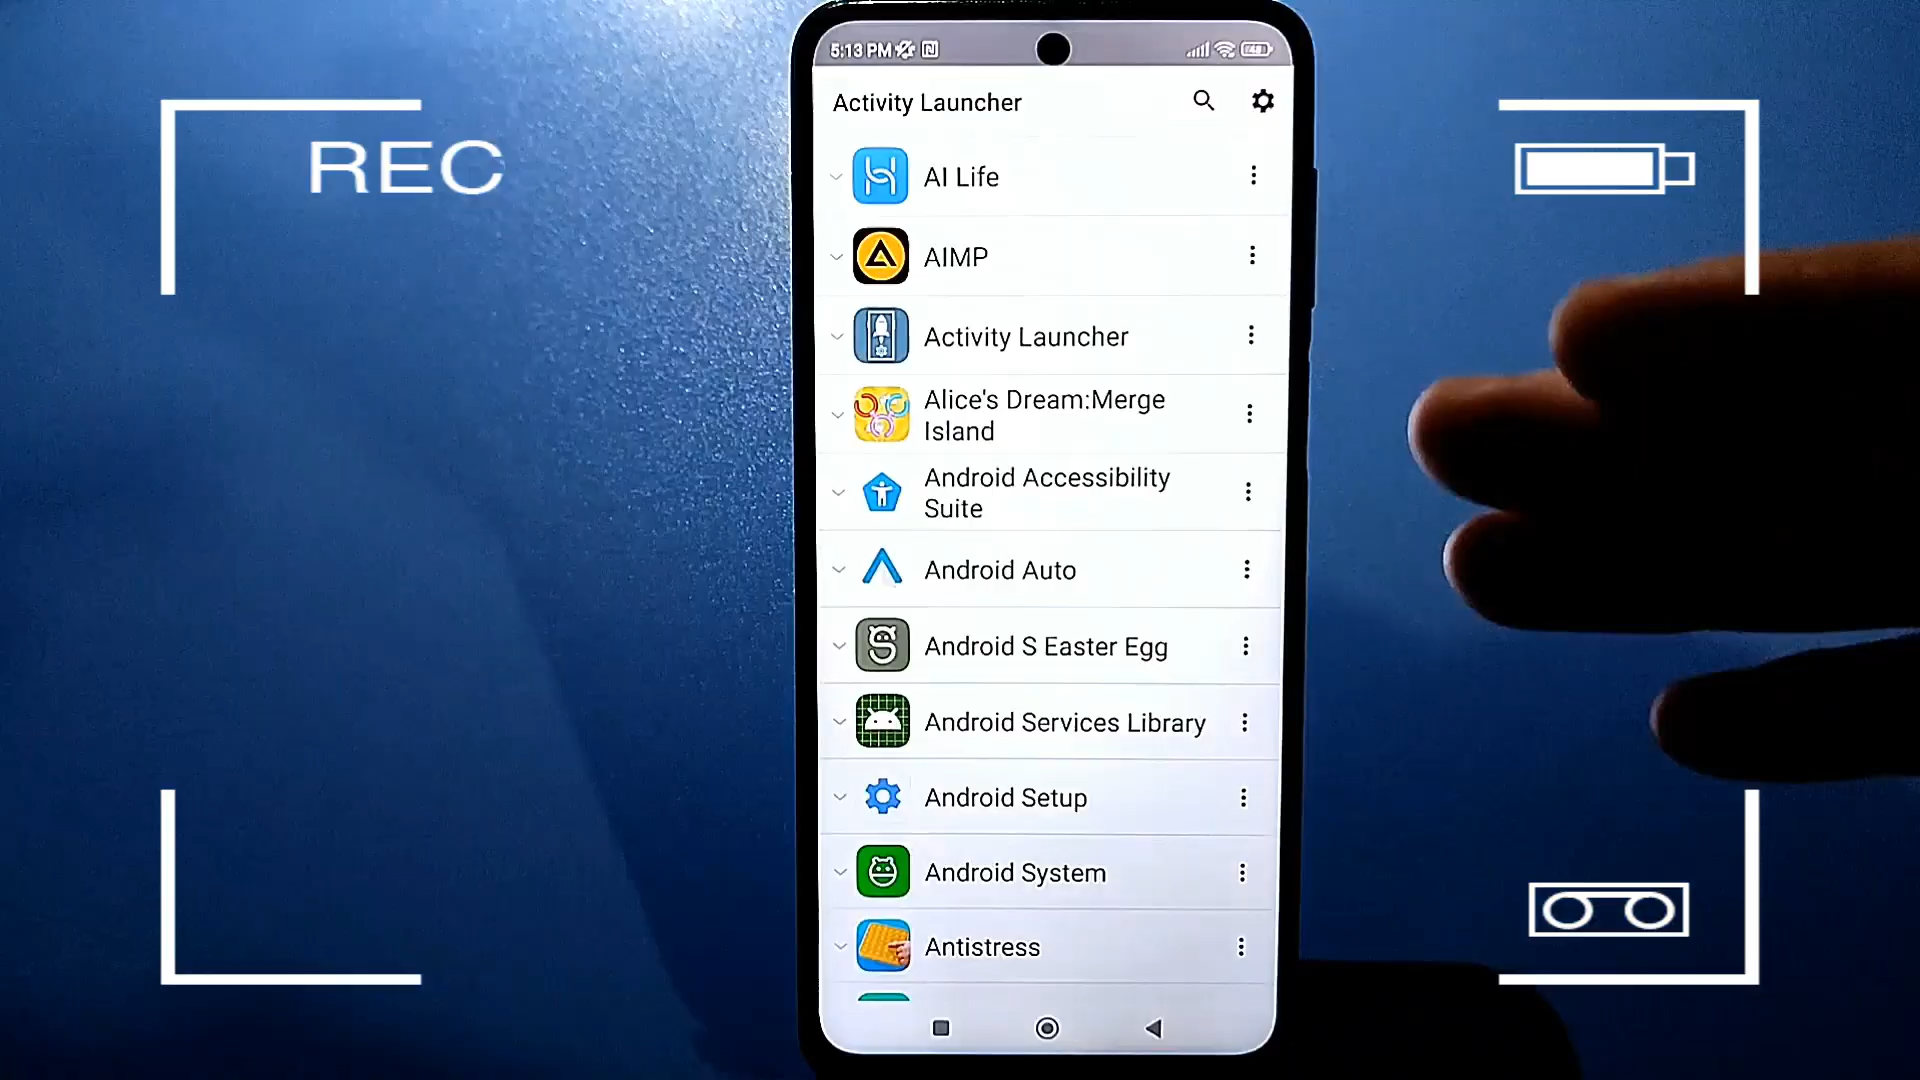 REC
5:13 PM
48
Activity Launcher
AI Life
AIMP
Activity Launcher
Alice's Dream:Merge
Island
Android Accessibility
Suite
Android Auto
Android S Easter Egg
Android Services Library
Android Setup
Android System
Antistress